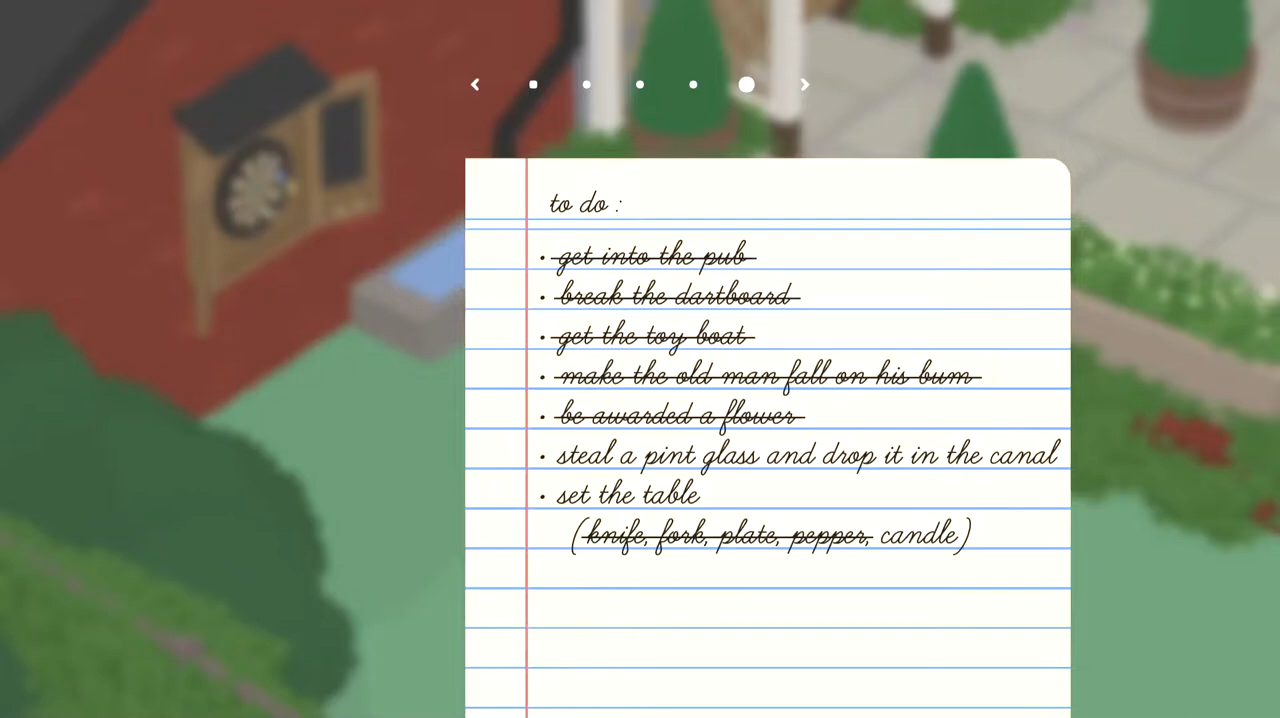 to do :
• get into the pub
• break the dartboard
• get the toy boat
• make the old man fall on his bum
• be awarded a flower
• steal a pint glass and drop it in the canal
• set the table
(knife, fork, plate, pepper, candle)